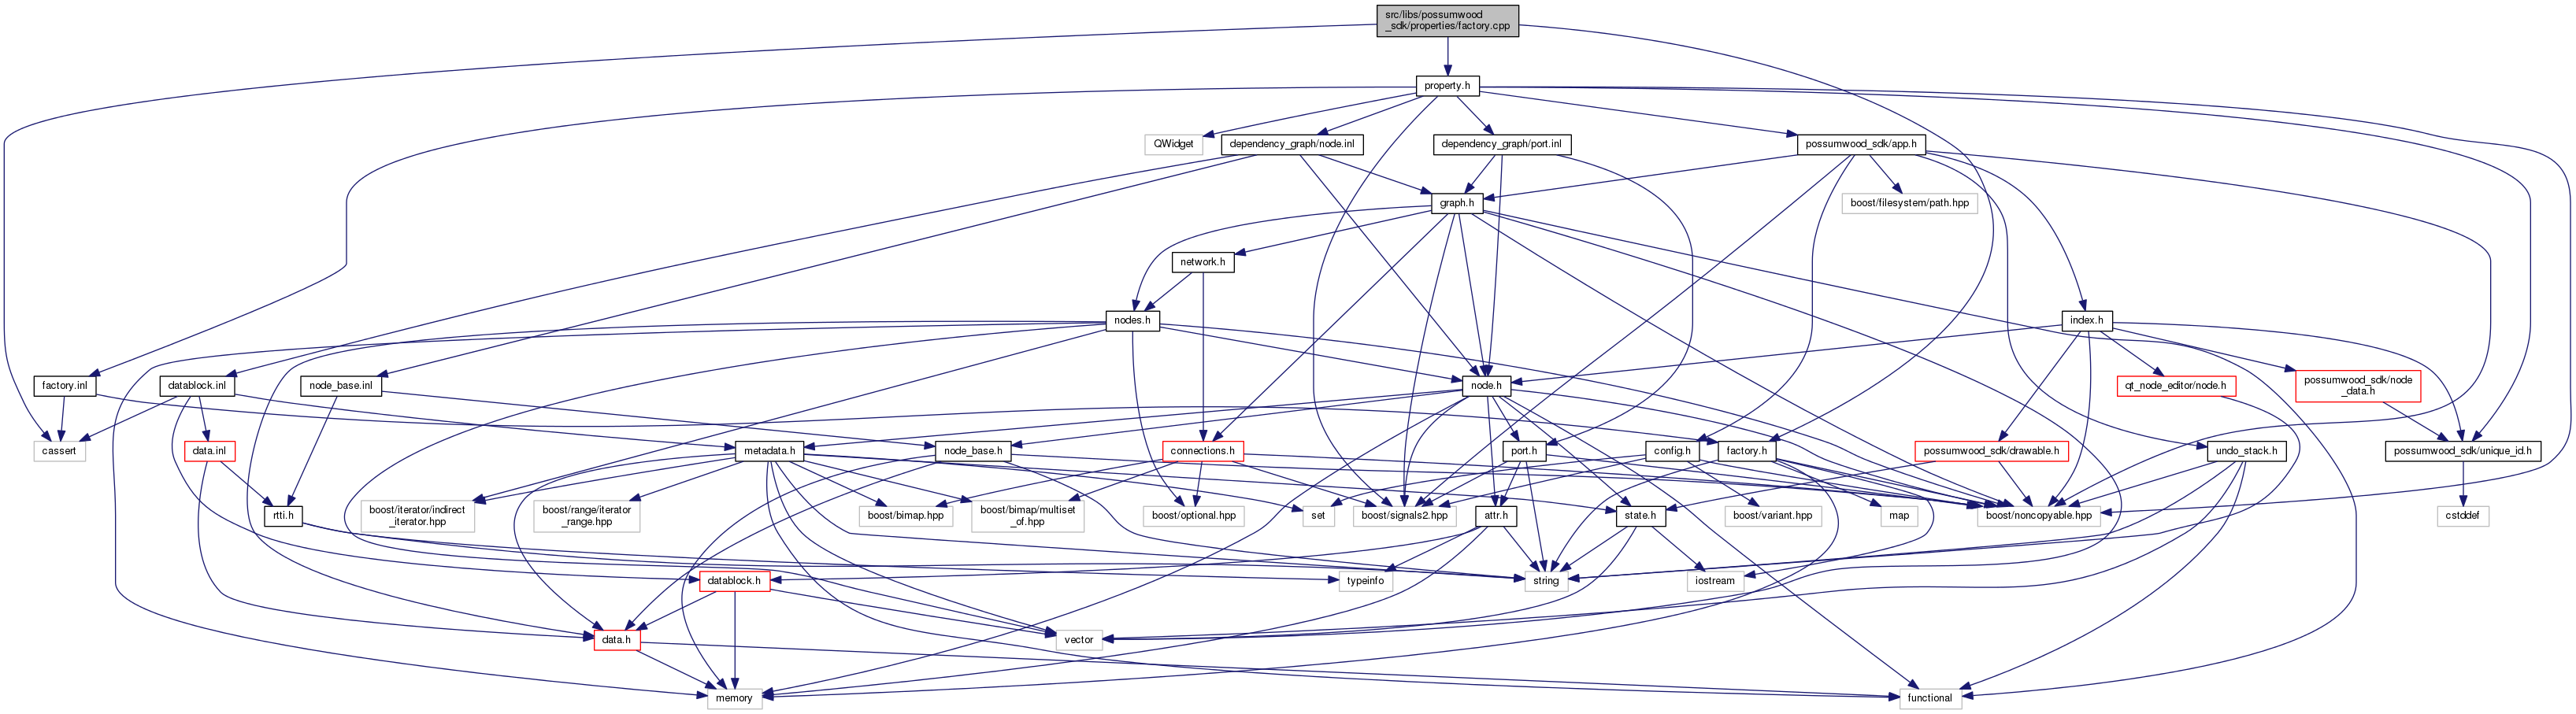 src/libs/possumwood
_sdk/properties/factory.cpp
property.h
QWidget
dependency_graph/node.inl
dependency_graph/port.inl
possumwood_sdk/app.h
graph.h
boost/filesystem/path.hpp
network.h
nodes.h
index.h
factory.inl
datablock.inl
node_base.inl
node.h
qt_node_editor/node.h
possumwood_sdk/node
_data.h
cassert
data.inl
metadata.h
node_base.h
connections.h
port.h
config.h
factory.h
possumwood_sdk/drawable.h
undo_stack.h
possumwood_sdk/unique_id.h
boost/iterator/indirect
_iterator.hpp
rtti.h
boost/range/iterator
_range.hpp
boost/bimap.hpp
boost/bimap/multiset
_of.hpp
boost/optional.hpp
set
boost/signals2.hpp
attr.h
state.h
boost/variant.hpp
map
boost/noncopyable.hpp
cstddef
datablock.h
typeinfo
string
iostream
data.h
vector
memory
functional